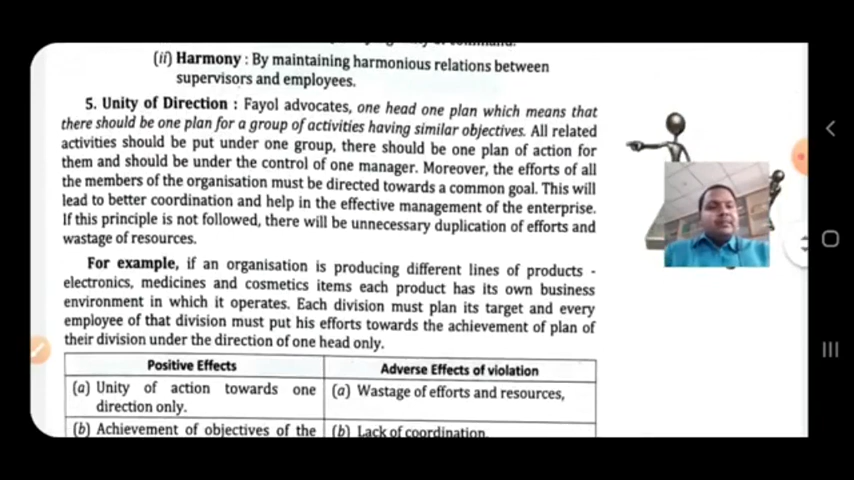 (ii) Harmony : By maintaining harmonious relations between
supervisors and employees.
5. Unity of Direction : Fayol advocates, one head one plan which means that
there should be one plan for a group of activities having similar objectives. All related
activities should be put under one group, there should be one plan of action for
them and should be under the control of one manager. Moreover, the efforts of all
the members of the organisation must be directed towards a common goal. This will
lead to better coordination and help in the effective management of the enterprise.
If this principle is not followed, there will be unnecessary duplication of efforts and
wastage of resources.
For example, if an organisation is producing different lines of products -
electronics, medicines and cosmetics items each product has its own business
environment in which it operates. Each division must plan its target and every
employee of that division must put his efforts towards the achievement of plan of
their division under the direction of one head only.
Positive Effects
Adverse Effects of violation
(a) Unity of action towards one
direction only.
(a) Wastage of efforts and resources,
(b) Achievement of objectives of the
(b) Lack of coordination.